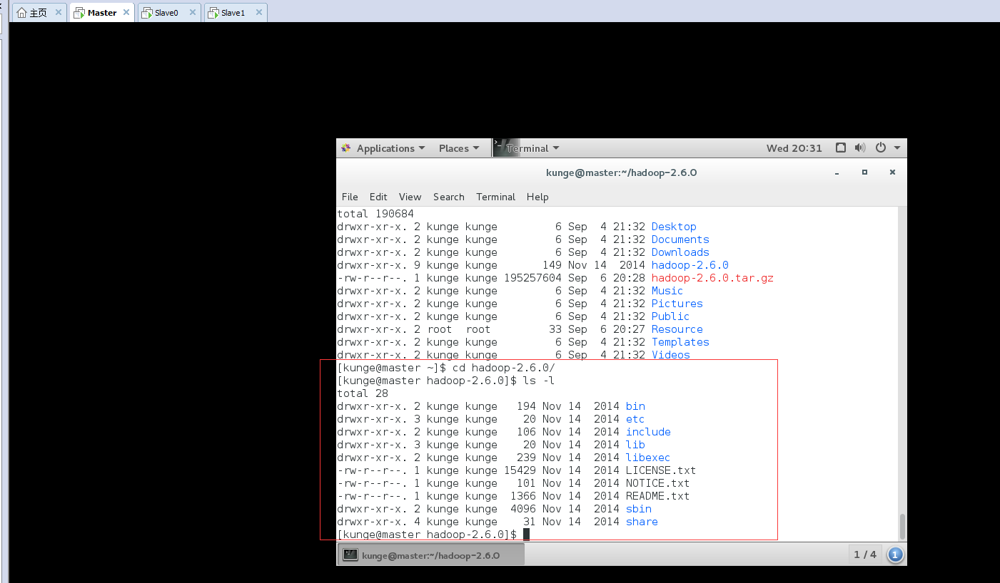 主页 Master Slave0 Slave1
Applications Places Terminal Wed 20:31
kunge@master:~/hadoop-2.6.0
File Edit View Search Terminal Help
total 190684
drwxr-xr-x. 2 kunge kunge 6 Sep 4 21:32 Desktop
drwxr-xr-x. 2 kunge kunge 6 Sep 4 21:32 Documents
drwxr-xr-x. 2 kunge kunge 6 Sep 4 21:32 Downloads
drwxr-xr-x. 9 kunge kunge 149 Nov 14 2014 hadoop-2.6.0
-rw-r--r--. 1 kunge kunge 195257604 Sep 6 20:28 hadoop-2.6.0.tar.gz
drwxr-xr-x. 2 kunge kunge 6 Sep 4 21:32 Music
drwxr-xr-x. 2 kunge kunge 6 Sep 4 21:32 Pictures
drwxr-xr-x. 2 kunge kunge 6 Sep 4 21:32 Public
drwxr-xr-x. 2 root root 33 Sep 6 20:27 Resource
drwxr-xr-x. 2 kunge kunge 6 Sep 4 21:32 Templates
drwxr-xr-x. 2 kunge kunge 6 Sep 4 21:32 Videos
[kunge@master ~]$ cd hadoop-2.6.0/
[kunge@master hadoop-2.6.0]$ ls -l
total 28
drwxr-xr-x. 2 kunge kunge 194 Nov 14 2014 bin
drwxr-xr-x. 3 kunge kunge 20 Nov 14 2014 etc
drwxr-xr-x. 2 kunge kunge 106 Nov 14 2014 include
drwxr-xr-x. 3 kunge kunge 20 Nov 14 2014 lib
drwxr-xr-x. 2 kunge kunge 239 Nov 14 2014 libexec
-rw-r--r--. 1 kunge kunge 15429 Nov 14 2014 LICENSE.txt
-rw-r--r--. 1 kunge kunge 101 Nov 14 2014 NOTICE.txt
-rw-r--r--. 1 kunge kunge 1366 Nov 14 2014 README.txt
drwxr-xr-x. 2 kunge kunge 4096 Nov 14 2014 sbin
drwxr-xr-x. 4 kunge kunge 31 Nov 14 2014 share
[kunge@master hadoop-2.6.0]$
kunge@master:~/hadoop-2.6.0 1 / 4 1